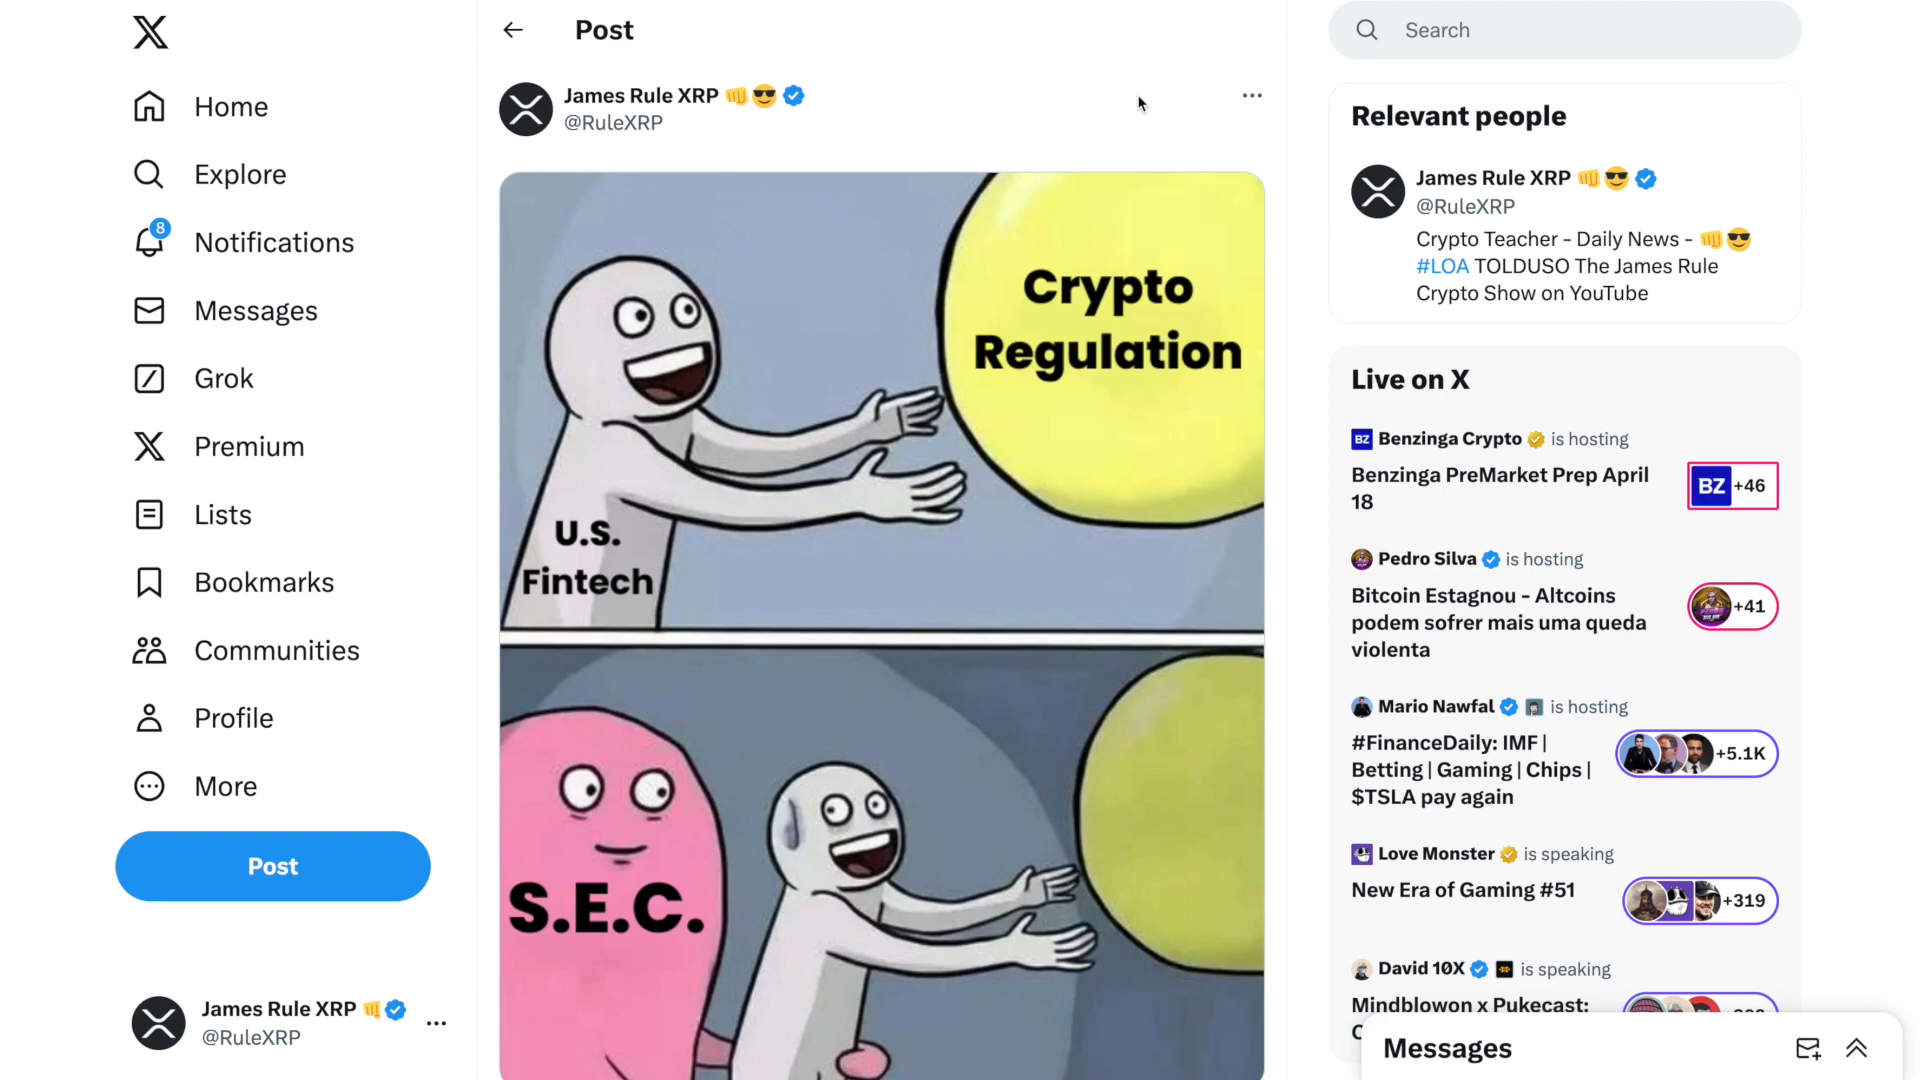 Home
Explore
8
Notifications
Messages
Grok
Premium
Lists
Bookmarks
Communities
Profile
More
Post
James Rule XRP
@RuleXRP
Post
James Rule XRP
@RuleXRP
Crypto
Regulation
U.S.
Fintech
S.E.C.
Search
Relevant people
James Rule XRP
@RuleXRP
Crypto Teacher - Daily News -
#LOA TOLDUSO The James Rule
Crypto Show on YouTube
Live on X
BZ Benzinga Crypto is hosting
Benzinga PreMarket Prep April
18
BZ +46
Pedro Silva is hosting
Bitcoin Estagnou - Altcoins
podem sofrer mais uma queda
violenta
+41
Mario Nawfal is hosting
#FinanceDaily: IMF |
Betting | Gaming | Chips |
$TSLA pay again
+5.1K
Love Monster is speaking
New Era of Gaming #51
+319
David 10X is speaking
Mindblowon x Pukecast:
Messages